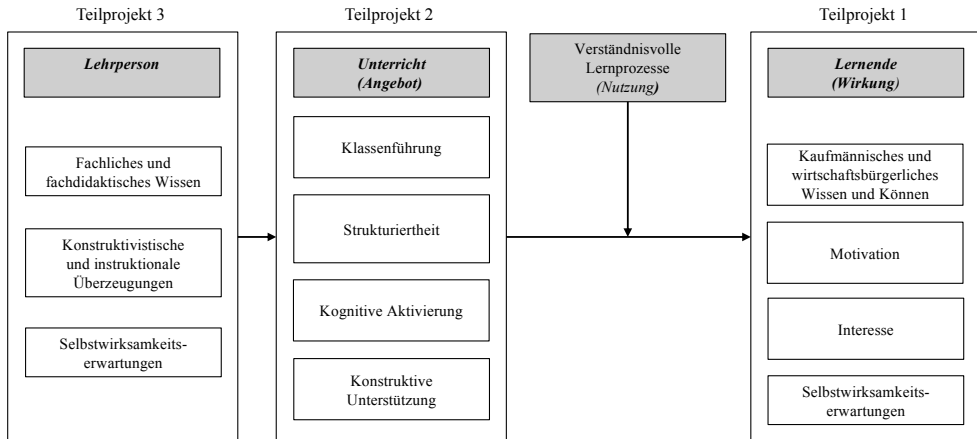 Teilprojekt 3
Lehrperson
Fachliches und
fachdidaktisches Wissen
Konstruktivistische
und instruktionale
Überzeugungen
Selbstwirksamkeits-
erwartungen
Teilprojekt 2
Unterricht
(Angebot)
Klassenführung
Strukturiertheit
Kognitive Aktivierung
Konstruktive
Unterstützung
Verständnisvolle
Lernprozesse
(Nutzung)
Teilprojekt 1
Lernende
(Wirkung)
Kaufmännisches und
wirtschaftsbürgerliches
Wissen und Können
Motivation
Interesse
Selbstwirksamkeits-
erwartungen